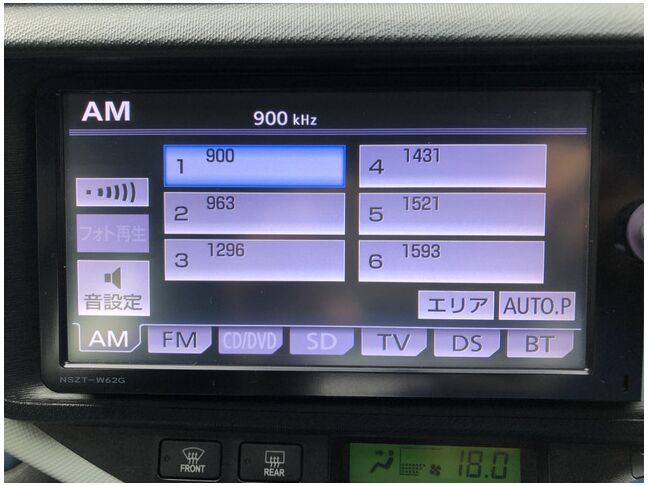 AM
900 kHz
1 900
4 1431
2 963
5 1521
フォト再生
3 1296
6 1593
音設定
エリア AUTO.P
AM FM CD/DVD SD TV DS BT
NSZT-W62G
FRONT
REAR
18.0